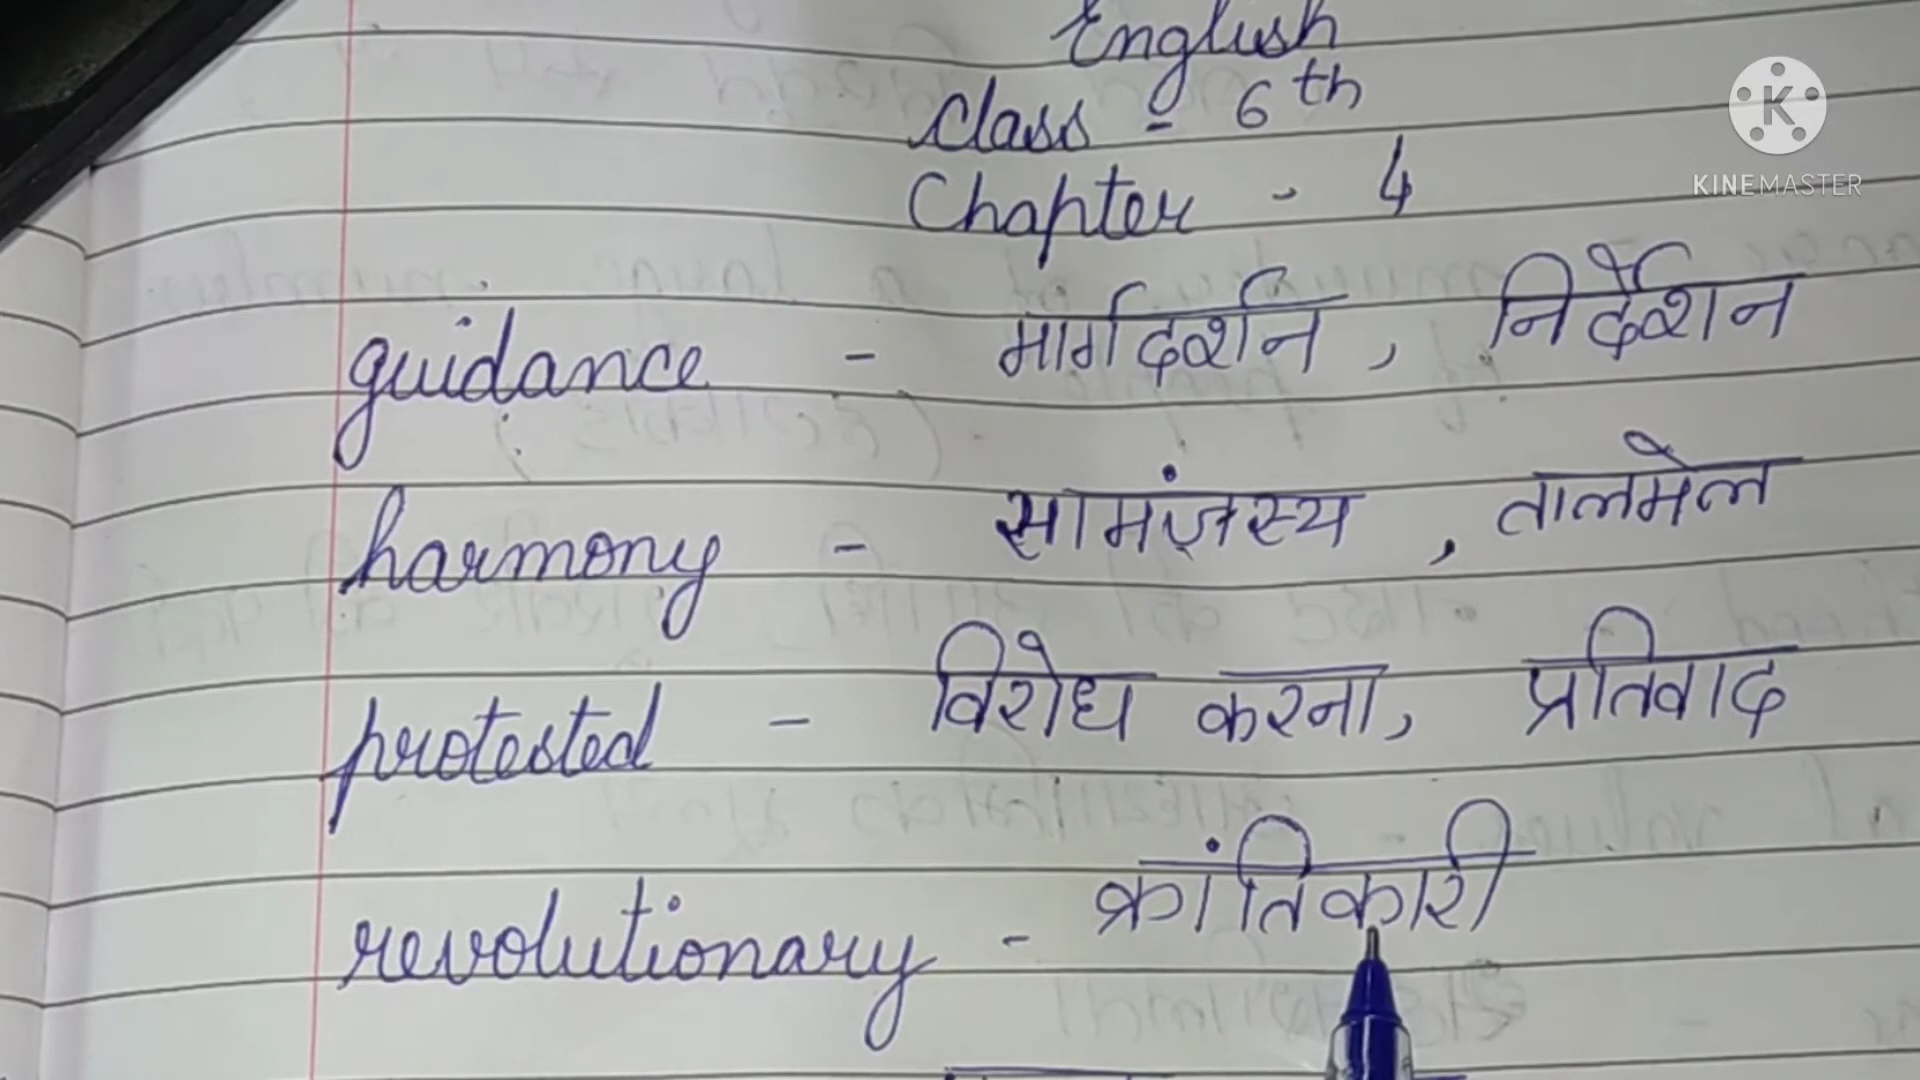 English
Class - 6th
Chapter - 4
K
KINEMASTER
guidance - मार्गदर्शन, निर्देशन
harmony - सामंजस्य, तालमेल
protested - विरोध करना, प्रतिवाद
revolutionary - क्रांतिकारी